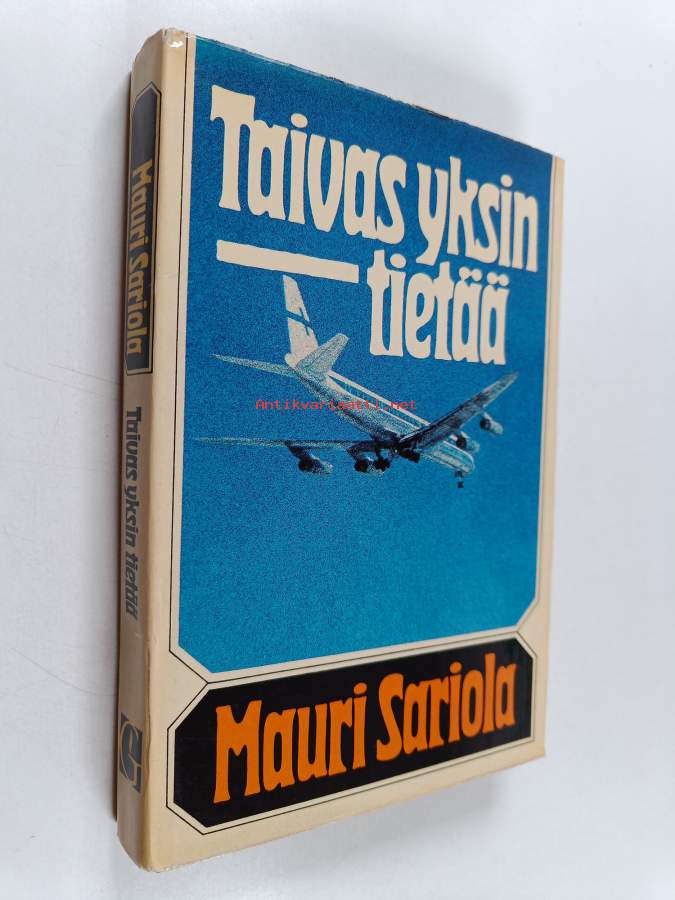 Taivas yksin
tietää
Mauri Sariola
Mauri Sariola
Taivas yksin tietää
Antikvariaatti.net